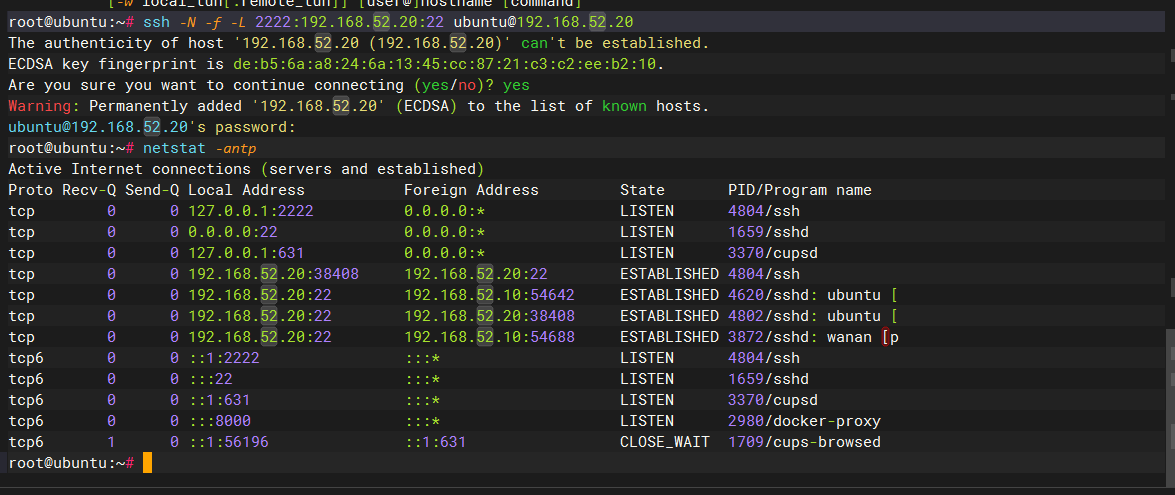 [-W local_tun[:remote_tun]] [user@]hostname [command]
root@ubuntu:~# ssh -N -f -L 2222:192.168.52.20:22 ubuntu@192.168.52.20
The authenticity of host '192.168.52.20 (192.168.52.20)' can't be established.
ECDSA key fingerprint is de:b5:6a:a8:24:6a:13:45:cc:87:21:c3:c2:ee:b2:10.
Are you sure you want to continue connecting (yes/no)? yes
Warning: Permanently added '192.168.52.20' (ECDSA) to the list of known hosts.
ubuntu@192.168.52.20's password:
root@ubuntu:~# netstat -antp
Active Internet connections (servers and established)
Proto Recv-Q Send-Q Local Address           Foreign Address         State       PID/Program name
tcp        0      0 127.0.0.1:2222          0.0.0.0:*               LISTEN      4804/ssh
tcp        0      0 0.0.0.0:22              0.0.0.0:*               LISTEN      1659/sshd
tcp        0      0 127.0.0.1:631           0.0.0.0:*               LISTEN      3370/cupsd
tcp        0      0 192.168.52.20:38408     192.168.52.20:22        ESTABLISHED 4804/ssh
tcp        0      0 192.168.52.20:22        192.168.52.10:54642     ESTABLISHED 4620/sshd: ubuntu [
tcp        0      0 192.168.52.20:22        192.168.52.20:38408     ESTABLISHED 4802/sshd: ubuntu [
tcp        0      0 192.168.52.20:22        192.168.52.10:54688     ESTABLISHED 3872/sshd: wanan [p
tcp6       0      0 ::1:2222                :::*                    LISTEN      4804/ssh
tcp6       0      0 :::22                   :::*                    LISTEN      1659/sshd
tcp6       0      0 ::1:631                 :::*                    LISTEN      3370/cupsd
tcp6       0      0 :::8000                 :::*                    LISTEN      2980/docker-proxy
tcp6       1      0 ::1:56196               ::1:631                 CLOSE_WAIT  1709/cups-browsed
root@ubuntu:~#